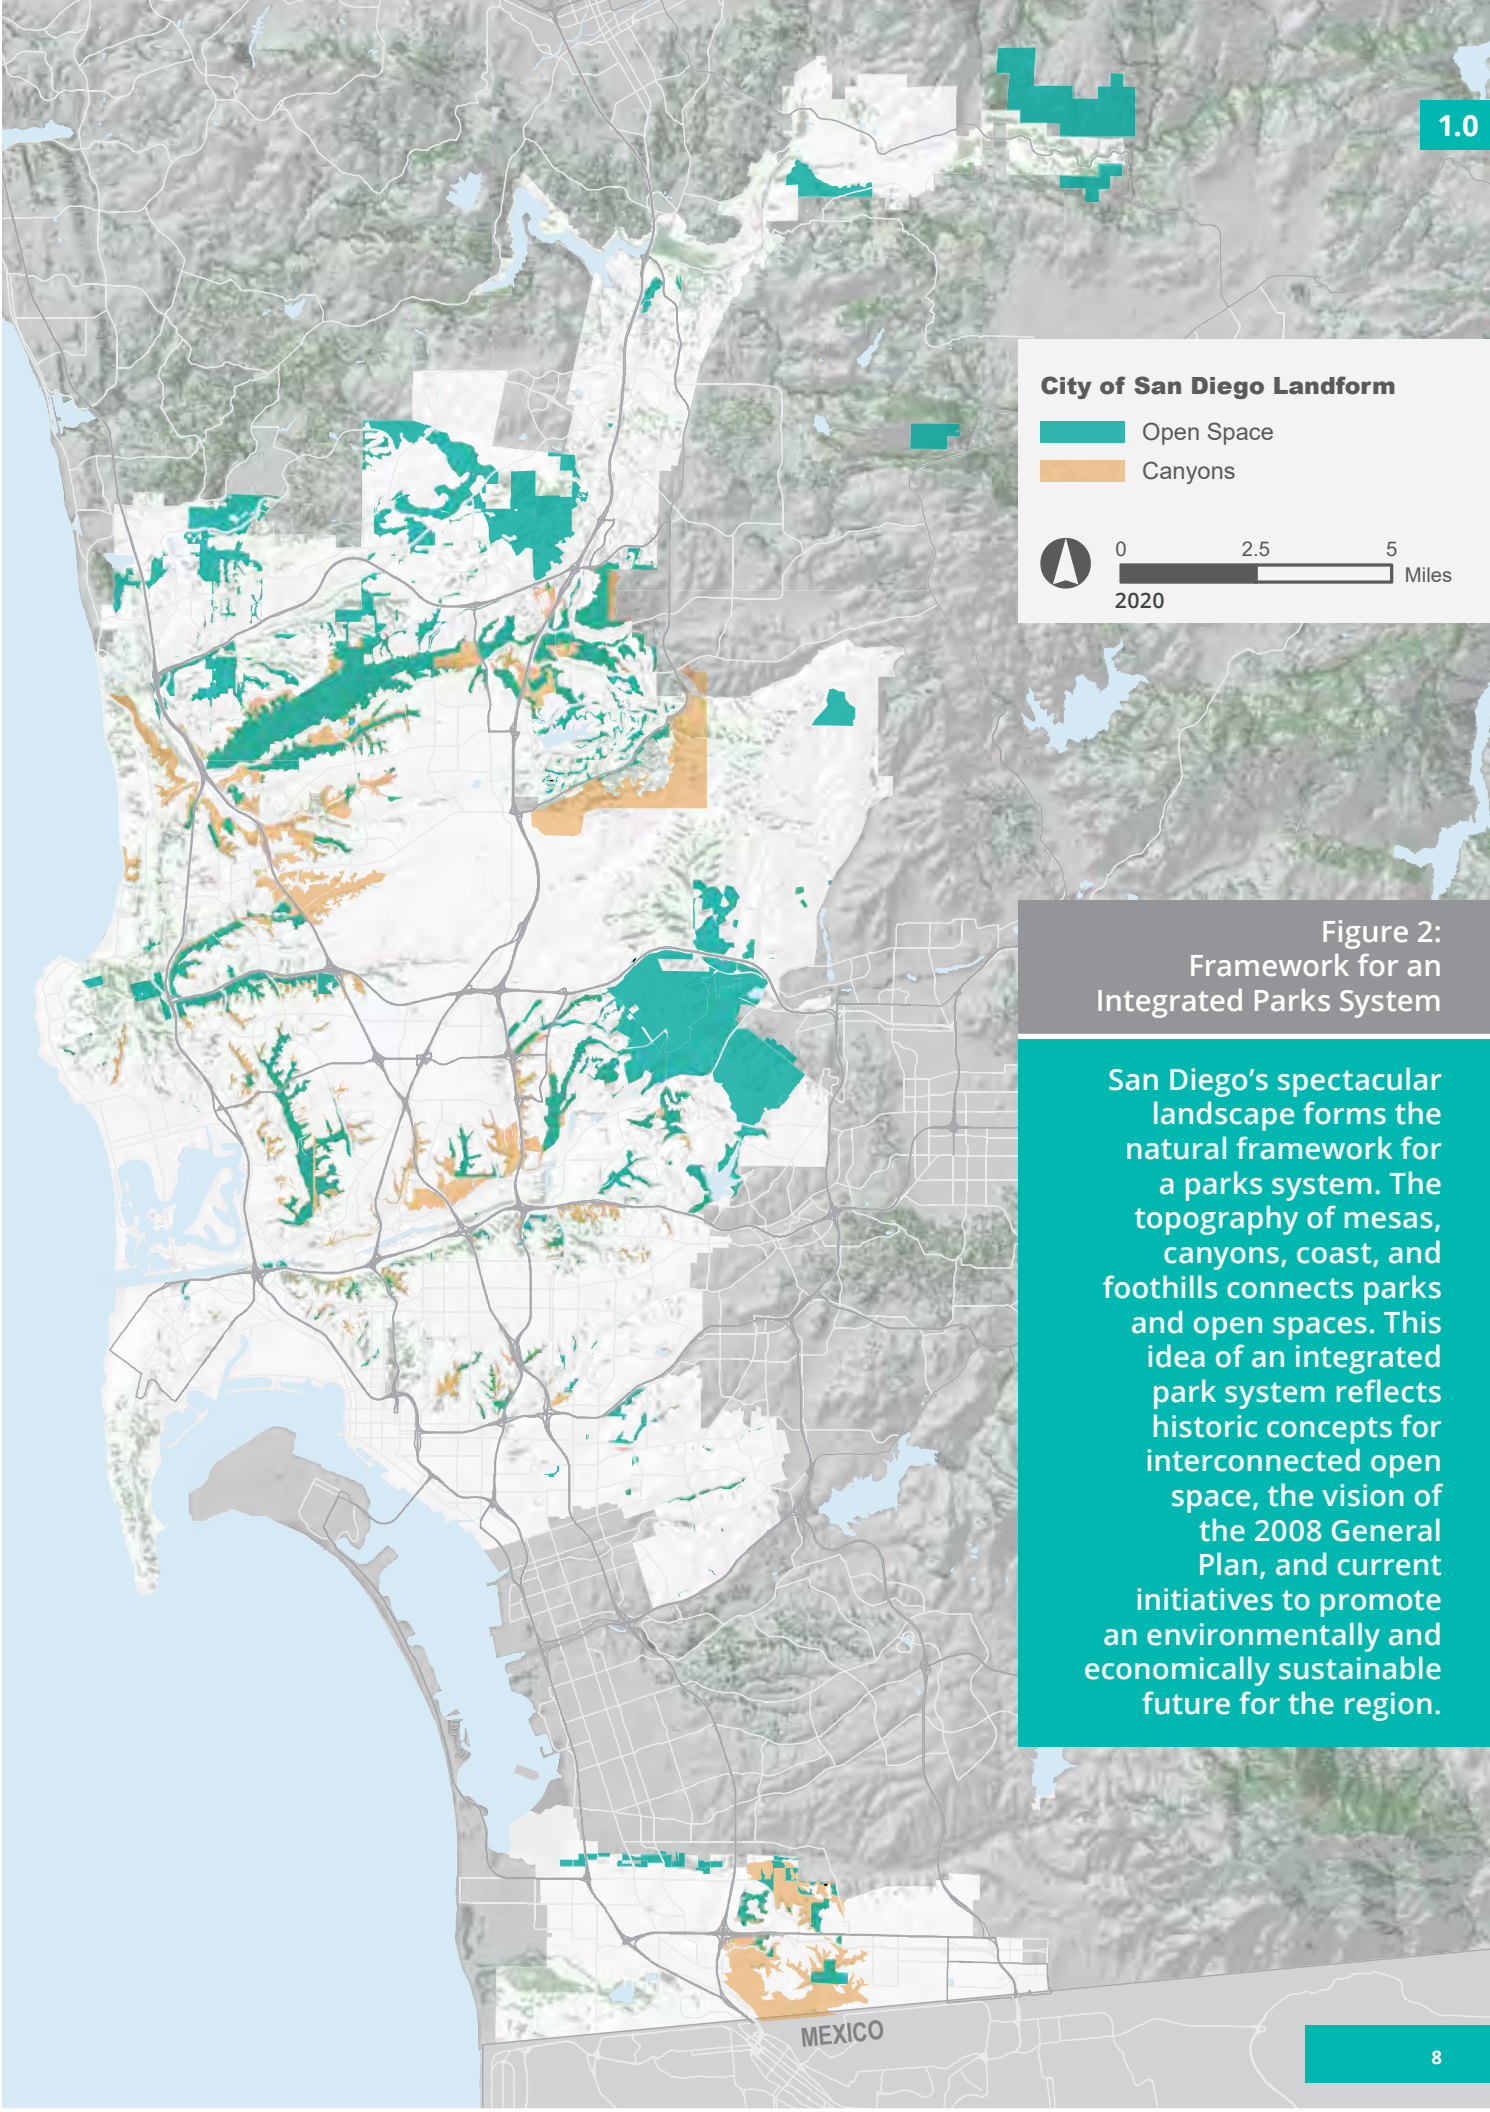 1.0
City of San Diego Landform
Open Space
Canyons
0 2.5 5
Miles
2020
Figure 2:
Framework for an
Integrated Parks System
San Diego’s spectacular
landscape forms the
natural framework for
a parks system. The
topography of mesas,
canyons, coast, and
foothills connects parks
and open spaces. This
idea of an integrated
park system reflects
historic concepts for
interconnected open
space, the vision of
the 2008 General
Plan, and current
initiatives to promote
an environmentally and
economically sustainable
future for the region.
MEXICO
8